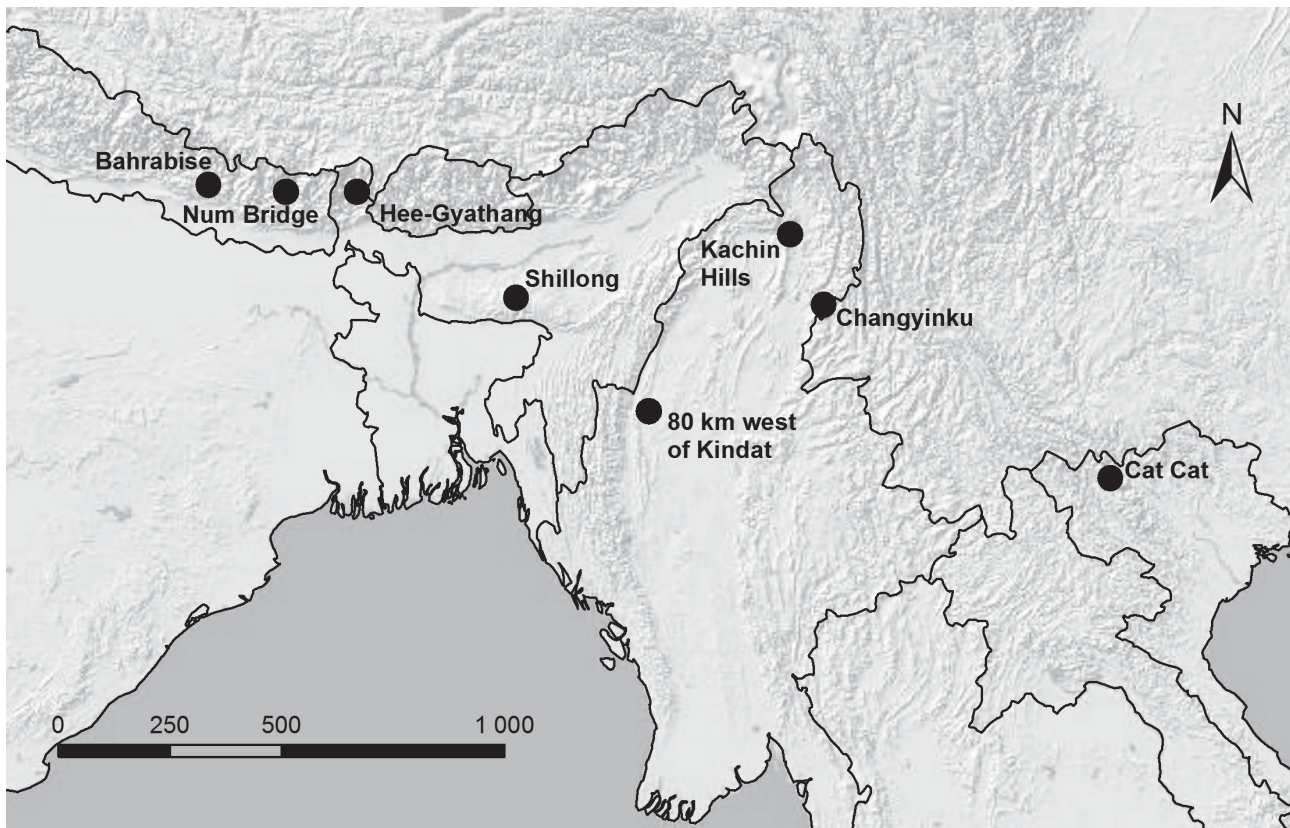 N
Bahrabise
Num Bridge
Hee-Gyathang
Kachin
Hills
Shillong
Changyinku
80 km west
of Kindat
Cat Cat
0 250 500 1 000